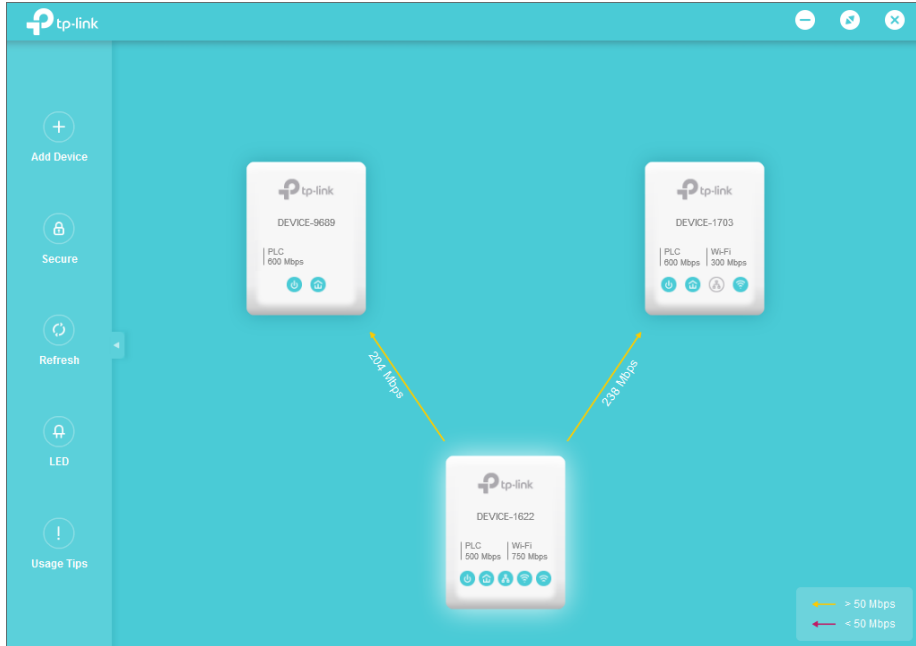 tp-link
Add Device
Secure
Refresh
LED
Usage Tips
tp-link
DEVICE-9689
PLC
600 Mbps
tp-link
DEVICE-1703
PLC Wi-Fi
600 Mbps 300 Mbps
204 Mbps
238 Mbps
tp-link
DEVICE-1622
PLC Wi-Fi
500 Mbps 750 Mbps
> 50 Mbps
< 50 Mbps